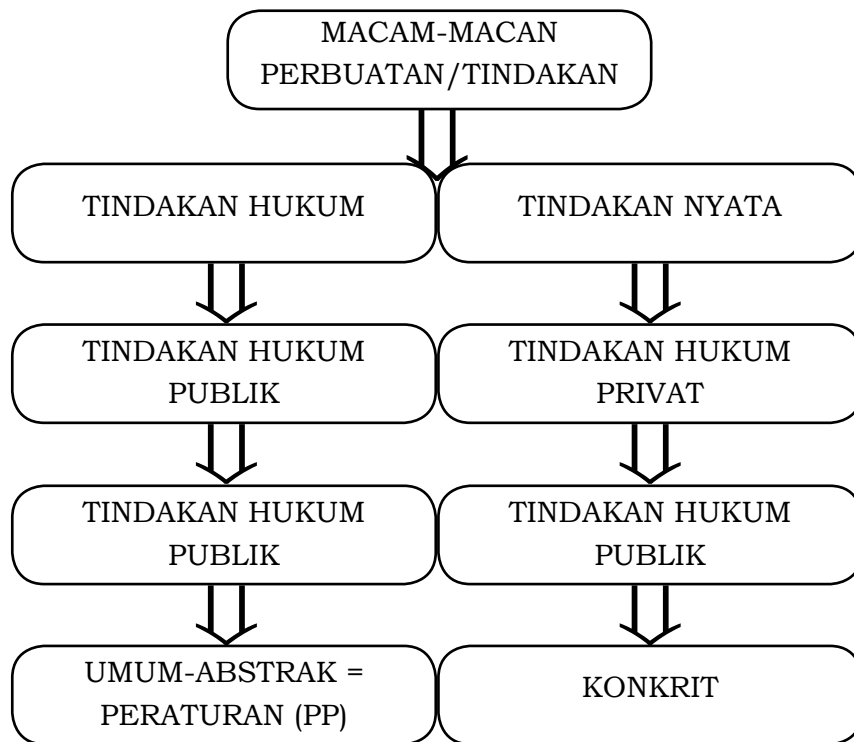 MACAM-MACAN
PERBUATAN/TINDAKAN
TINDAKAN HUKUM
TINDAKAN NYATA
TINDAKAN HUKUM
PUBLIK
TINDAKAN HUKUM
PRIVAT
TINDAKAN HUKUM
PUBLIK
TINDAKAN HUKUM
PUBLIK
UMUM-ABSTRAK =
PERATURAN (PP)
KONKRIT